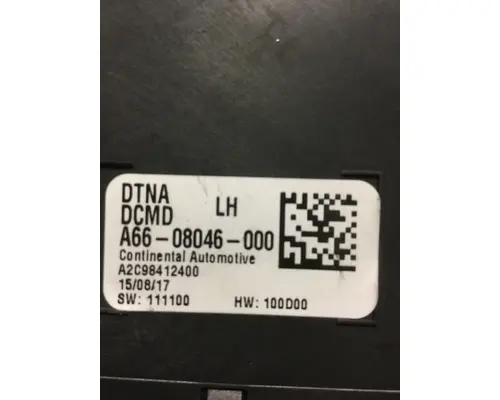 DTNA
DCMD LH
A66-08046-000
Continental Automotive
A2C98412400
15/08/17
SW: 111100 HW: 100D00